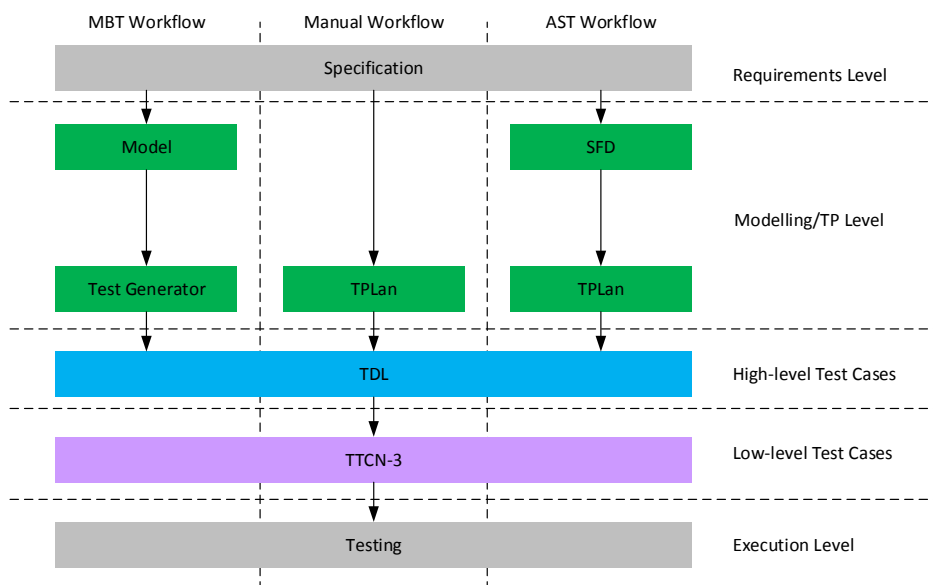 MBT Workflow
Manual Workflow
AST Workflow
Specification
Requirements Level
Model
SFD
Modelling/TP Level
Test Generator
TPLan
TPLan
TDL
High-level Test Cases
TTCN-3
Low-level Test Cases
Testing
Execution Level